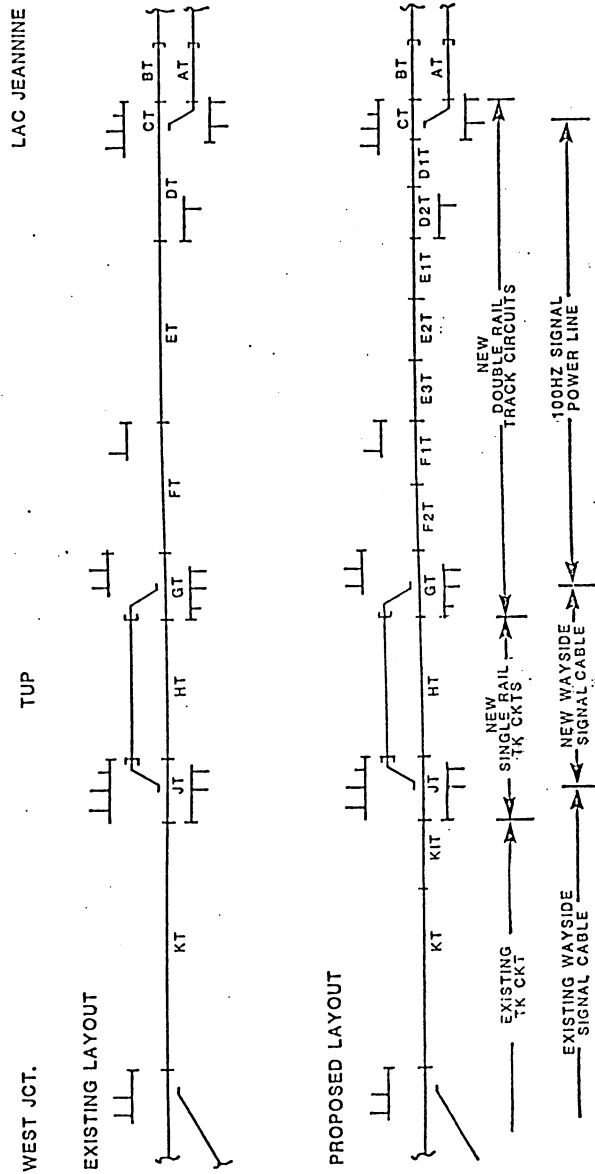 WEST JCT. TUP LAC JEANNINE
EXISTING LAYOUT
KT JT HT GT FT ET DT CT BT
AT
PROPOSED LAYOUT
KT KIT JT HT GT F2T F1T E3T E2T E1T D2T D1T CT BT
AT
EXISTING
TK CKT
NEW
SINGLE RAIL
TK CKTS
NEW
DOUBLE RAIL
TRACK CIRCUITS
EXISTING WAYSIDE
SIGNAL CABLE
NEW WAYSIDE
SIGNAL CABLE
100HZ SIGNAL
POWER LINE